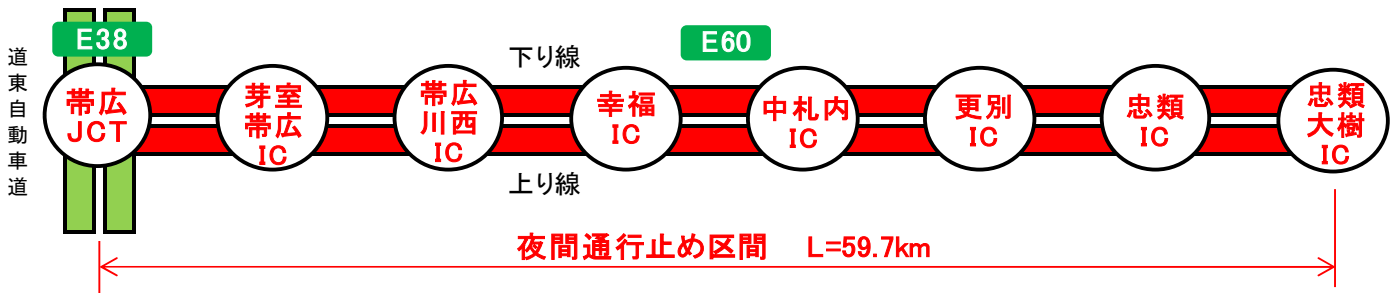 道東自動車道
E38
E60
下り線
帯広
JCT
芽室
帯広
IC
帯広
川西
IC
幸福
IC
中札内
IC
更別
IC
忠類
IC
忠類
大樹
IC
上り線
夜間通行止め区間 L=59.7km